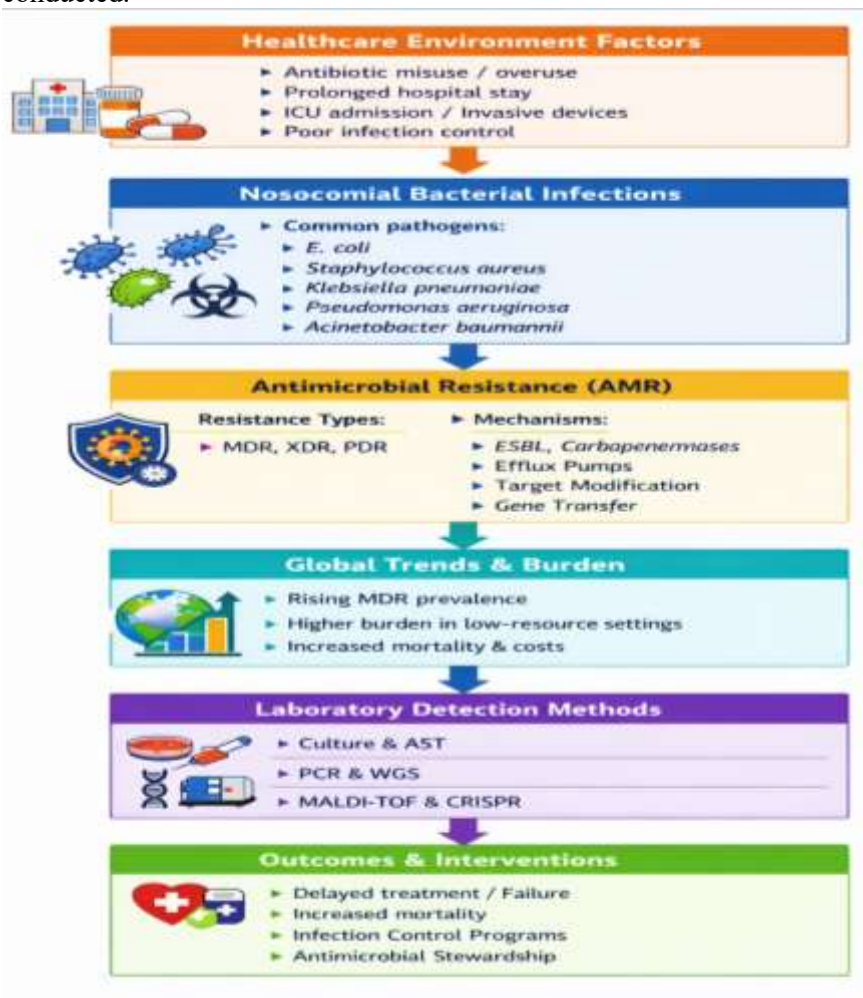 conducted.
Healthcare Environment Factors
► Antibiotic misuse / overuse
► Prolonged hospital stay
► ICU admission / Invasive devices
► Poor infection control
Nosocomial Bacterial Infections
► Common pathogens:
► E. coli
► Staphylococcus aureus
► Klebsiella pneumoniae
► Pseudomonas aeruginosa
► Acinetobacter baumannii
Antimicrobial Resistance (AMR)
Resistance Types:
► MDR, XDR, PDR
► Mechanisms:
► ESBL, Carbapenermases
► Efflux Pumps
► Target Modification
► Gene Transfer
Global Trends & Burden
► Rising MDR prevalence
► Higher burden in low-resource settings
► Increased mortality & costs
Laboratory Detection Methods
► Culture & AST
► PCR & WGS
► MALDI-TOF & CRISPR
Outcomes & Interventions
► Delayed treatment / Failure
► Increased mortality
► Infection Control Programs
► Antimicrobial Stewardship